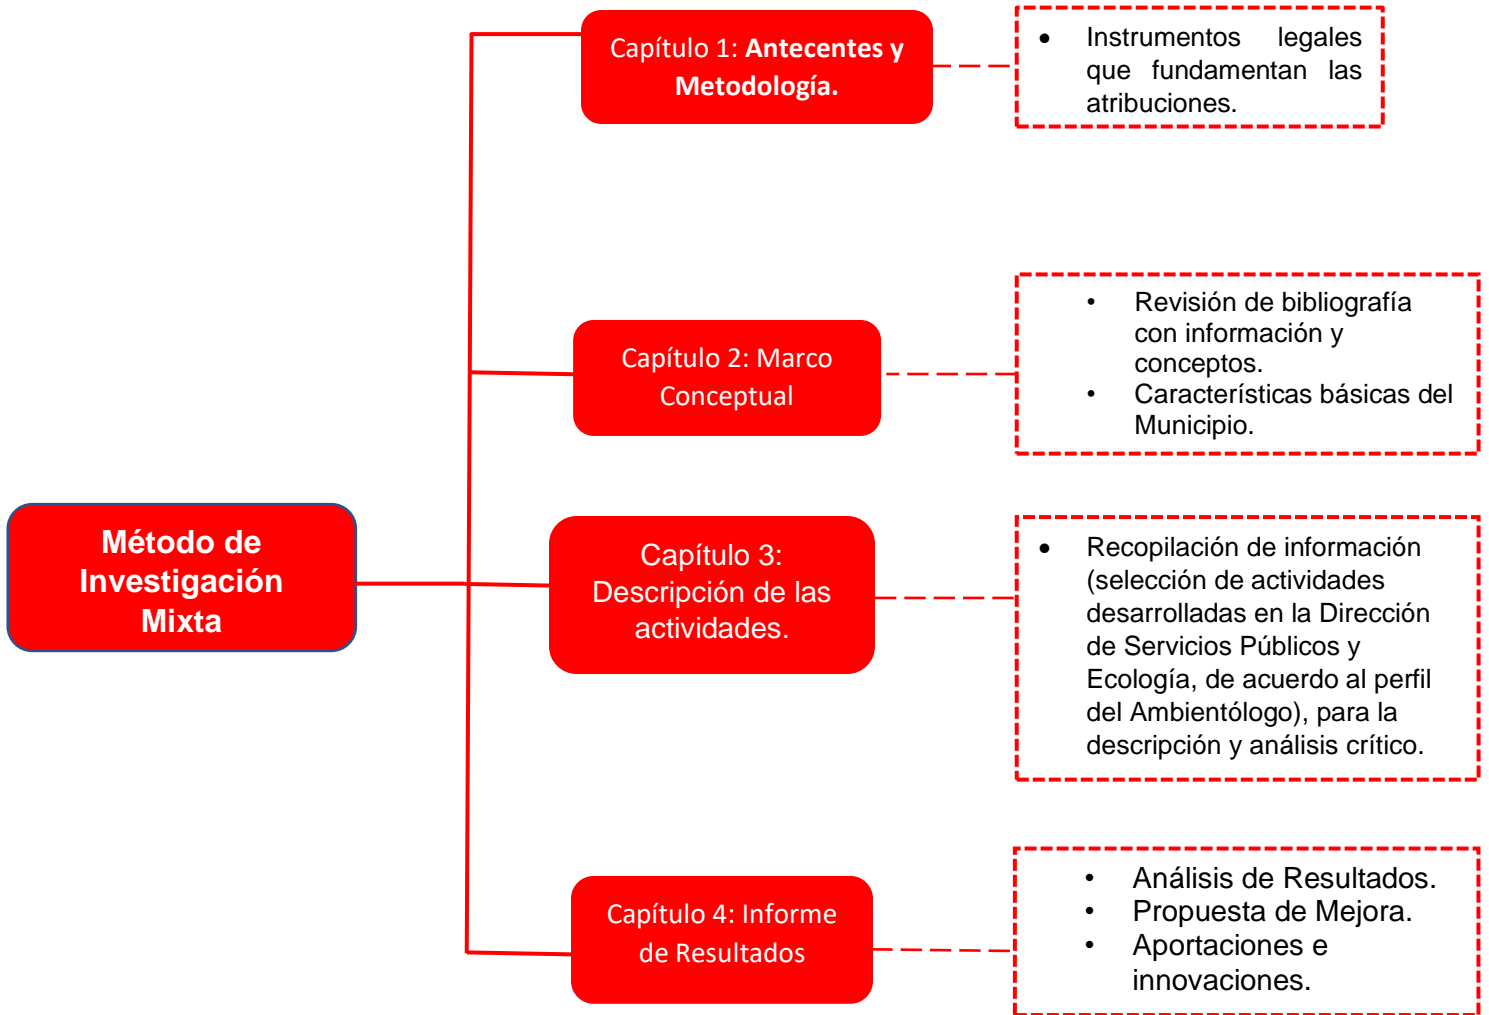 Capítulo 1: Antecentes y
Metodología.
• Instrumentos legales
que fundamentan las
atribuciones.
Capítulo 2: Marco
Conceptual
• Revisión de bibliografía
con información y
conceptos.
• Características básicas del
Municipio.
Método de
Investigación
Mixta
Capítulo 3:
Descripción de las
actividades.
• Recopilación de información
(selección de actividades
desarrolladas en la Dirección
de Servicios Públicos y
Ecología, de acuerdo al perfil
del Ambientólogo), para la
descripción y análisis crítico.
Capítulo 4: Informe
de Resultados
• Análisis de Resultados.
• Propuesta de Mejora.
• Aportaciones e
innovaciones.